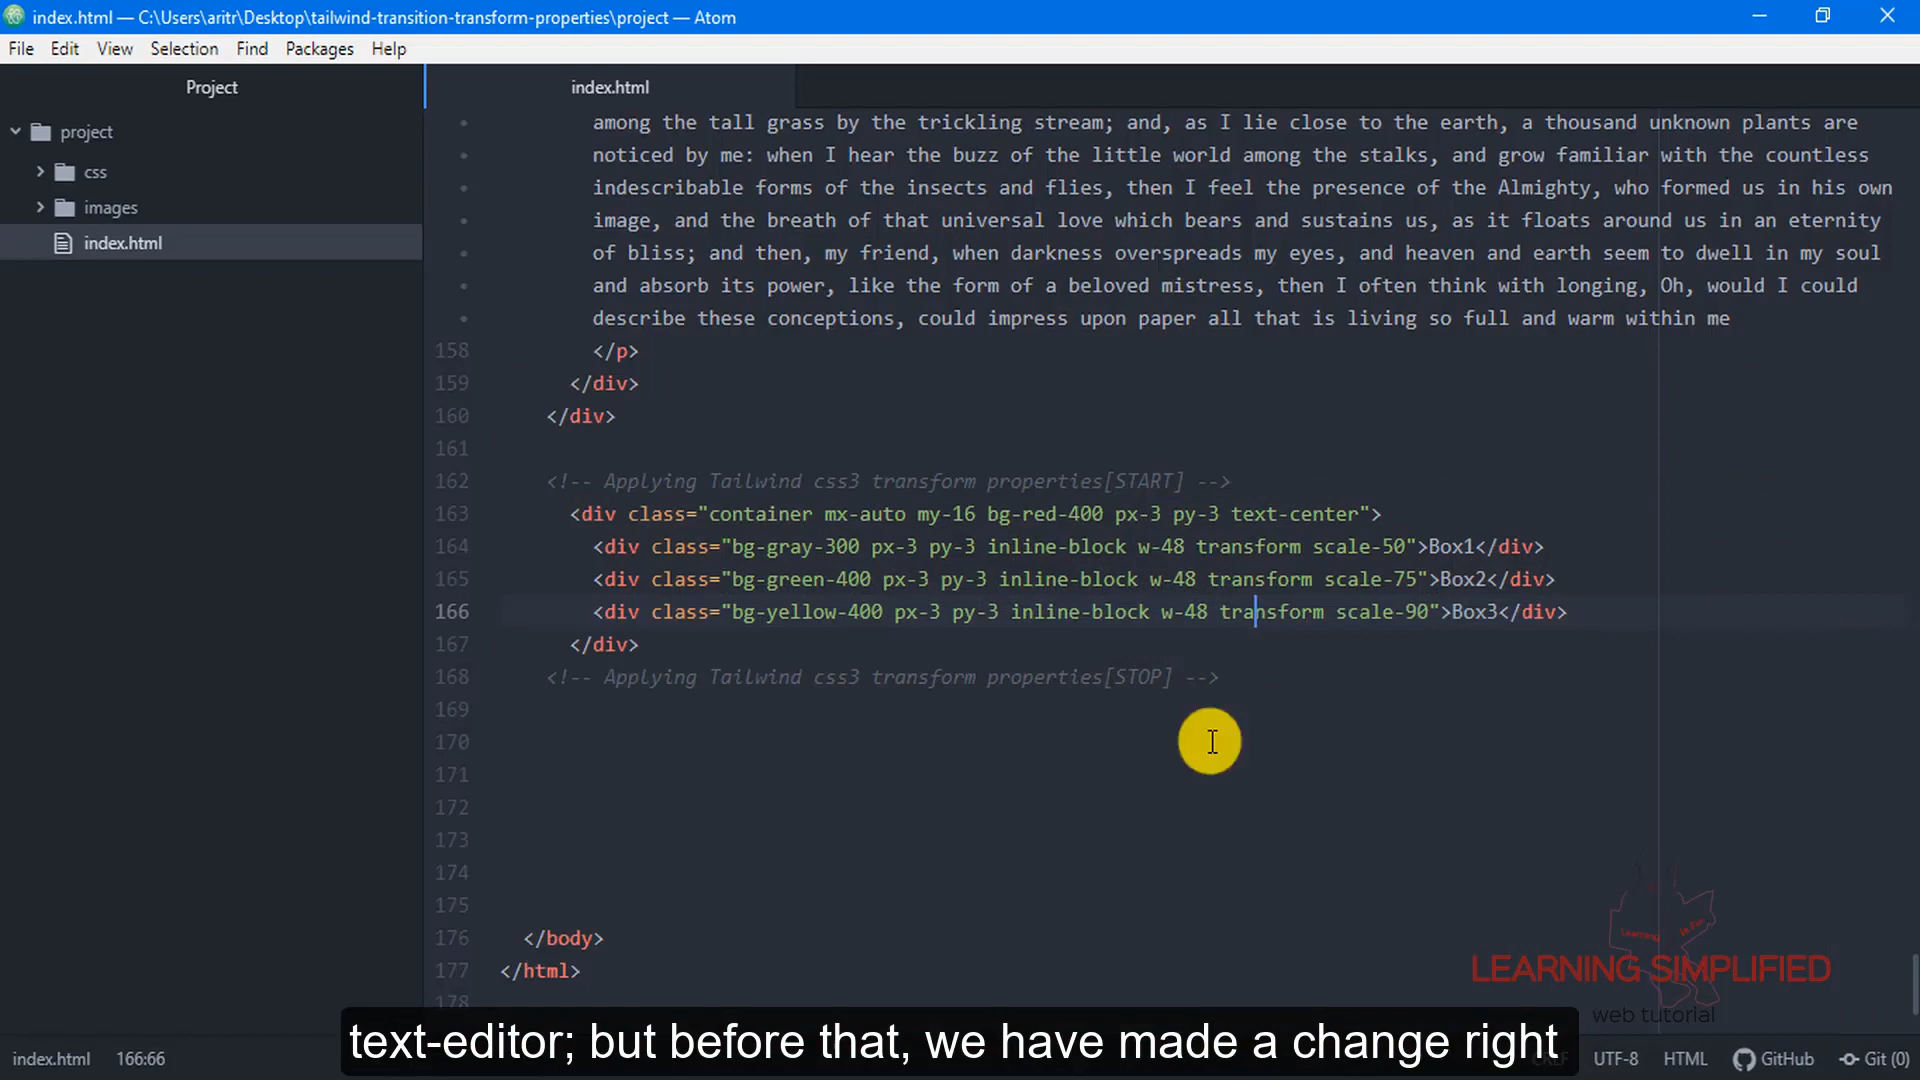 index.html — C:\Users\aritr\Desktop\tailwind-transition-transform-properties\project — Atom
File Edit View Selection Find Packages Help
Project
project
css
images
index.html
index.html
among the tall grass by the trickling stream; and, as I lie close to the earth, a thousand unknown plants are
noticed by me: when I hear the buzz of the little world among the stalks, and grow familiar with the countless
indescribable forms of the insects and flies, then I feel the presence of the Almighty, who formed us in his own
image, and the breath of that universal love which bears and sustains us, as it floats around us in an eternity
of bliss; and then, my friend, when darkness overspreads my eyes, and heaven and earth seem to dwell in my soul
and absorb its power, like the form of a beloved mistress, then I often think with longing, Oh, would I could
describe these conceptions, could impress upon paper all that is living so full and warm within me
158 </p>
159 </div>
160 </div>
161
162 <!-- Applying Tailwind css3 transform properties[START] -->
163 <div class="container mx-auto my-16 bg-red-400 px-3 py-3 text-center">
164 <div class="bg-gray-300 px-3 py-3 inline-block w-48 transform scale-50">Box1</div>
165 <div class="bg-green-400 px-3 py-3 inline-block w-48 transform scale-75">Box2</div>
166 <div class="bg-yellow-400 px-3 py-3 inline-block w-48 transform scale-90">Box3</div>
167 </div>
168 <!-- Applying Tailwind css3 transform properties[STOP] -->
169
170
171
172
173
174
175
176 </body>
177 </html>
178
Learning Is Fun
LEARNING SIMPLIFIED
web tutorial
text-editor; but before that, we have made a change right
index.html 166:66 CRLF UTF-8 HTML GitHub Git (0)